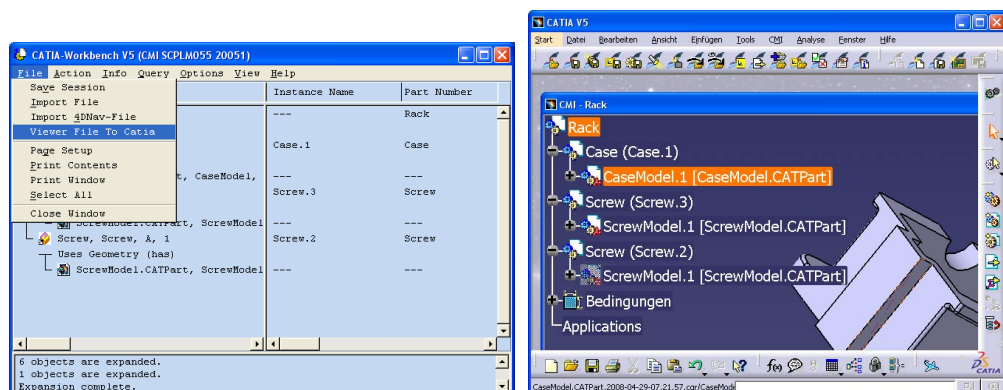 CATIA-Workbench V5 (CMI SCPLM055 20051)
File Action Info Query Options View Help
Save Session
Import File
Import 4DNav-File
Viewer File To Catia
Page Setup
Print Contents
Print Window
Select All
Close Window
Instance Name Part Number
--- Rack
Case.1 Case
t, CaseModel, --- ---
Screw.3 Screw
ScrewModel.CATPart, ScrewModel --- ---
Screw, Screw, A, 1 Screw.2 Screw
Uses Geometry (has)
ScrewModel.CATPart, ScrewModel --- ---
6 objects are expanded.
1 objects are expanded.
Expansion complete.
CATIA V5
Start Datei Bearbeiten Ansicht Einfügen Tools CMI Analyse Fenster Hilfe
CMI - Rack
Rack
Case (Case.1)
CaseModel.1 [CaseModel.CATPart]
Screw (Screw.3)
ScrewModel.1 [ScrewModel.CATPart]
Screw (Screw.2)
ScrewModel.1 [ScrewModel.CATPart]
Bedingungen
Applications
f(x)
CATIA
CaseModel.CATPart.2008-04-29-07.21.57.cgr/CaseMode